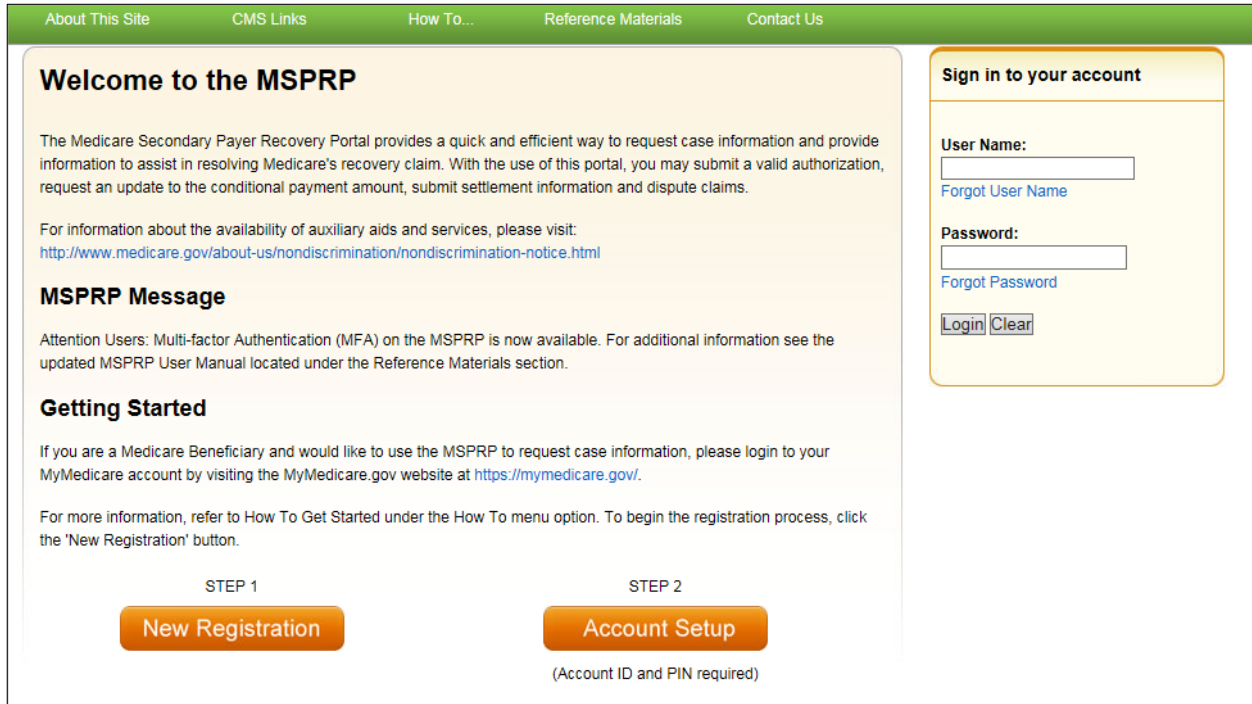 About This Site CMS Links How To... Reference Materials Contact Us
Welcome to the MSPRP
The Medicare Secondary Payer Recovery Portal provides a quick and efficient way to request case information and provide
information to assist in resolving Medicare's recovery claim. With the use of this portal, you may submit a valid authorization,
request an update to the conditional payment amount, submit settlement information and dispute claims.
For information about the availability of auxiliary aids and services, please visit:
http://www.medicare.gov/about-us/nondiscrimination/nondiscrimination-notice.html
MSPRP Message
Attention Users: Multi-factor Authentication (MFA) on the MSPRP is now available. For additional information see the
updated MSPRP User Manual located under the Reference Materials section.
Getting Started
If you are a Medicare Beneficiary and would like to use the MSPRP to request case information, please login to your
MyMedicare account by visiting the MyMedicare.gov website at https://mymedicare.gov/.
For more information, refer to How To Get Started under the How To menu option. To begin the registration process, click
the 'New Registration' button.
STEP 1
New Registration
STEP 2
Account Setup
(Account ID and PIN required)
Sign in to your account
User Name:
Forgot User Name
Password:
Forgot Password
Login Clear